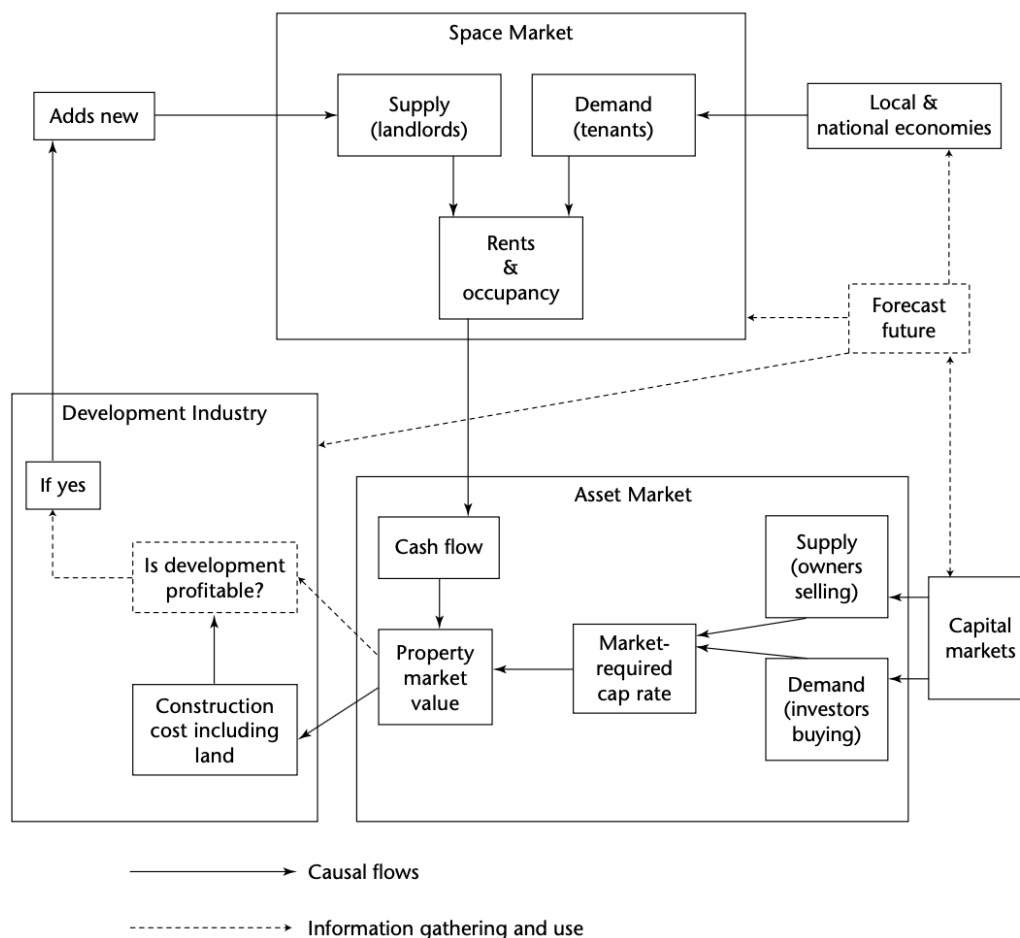 Space Market
Supply
(landlords)
Demand
(tenants)
Adds new
Local &
national economies
Rents
&
occupancy
Forecast
future
Development Industry
If yes
Is development
profitable?
Construction
cost including
land
Asset Market
Cash flow
Property
market
value
Market-
required
cap rate
Supply
(owners
selling)
Demand
(investors
buying)
Capital
markets
Causal flows
Information gathering and use